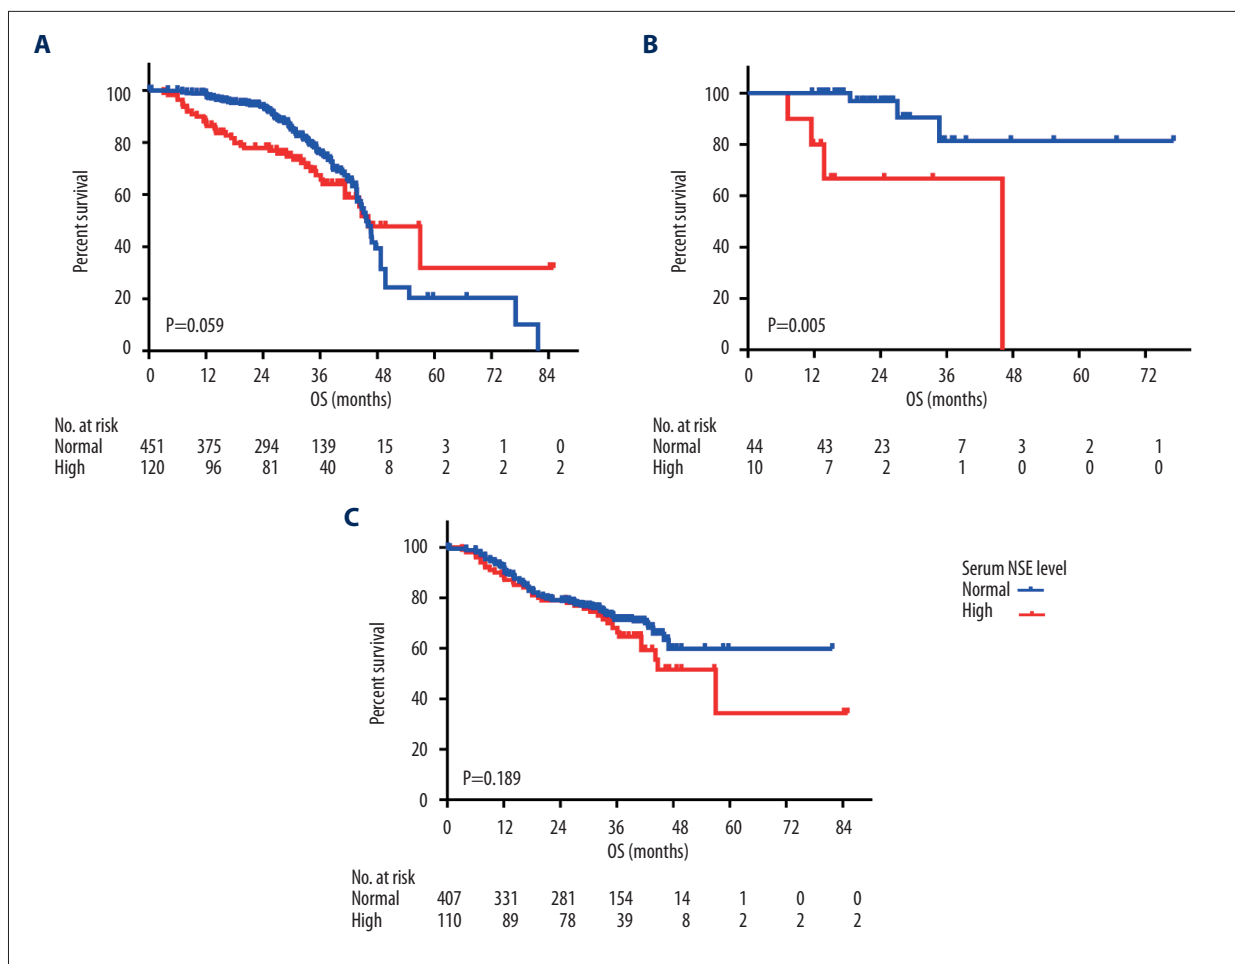 A
100
80
60
40
20
0
Percent survival
P=0.059
0 12 24 36 48 60 72 84
OS (months)
No. at risk
Normal 451 375 294 139 15 3 1 0
High 120 96 81 40 8 2 2 2
B
100
80
60
40
20
0
Percent survival
P=0.005
0 12 24 36 48 60 72
OS (months)
No. at risk
Normal 44 43 23 7 3 2 1
High 10 7 2 1 0 0 0
C
100
80
60
40
20
0
Percent survival
P=0.189
0 12 24 36 48 60 72 84
OS (months)
No. at risk
Normal 407 331 281 154 14 1 0 0
High 110 89 78 39 8 2 2 2
Serum NSE level
Normal
High